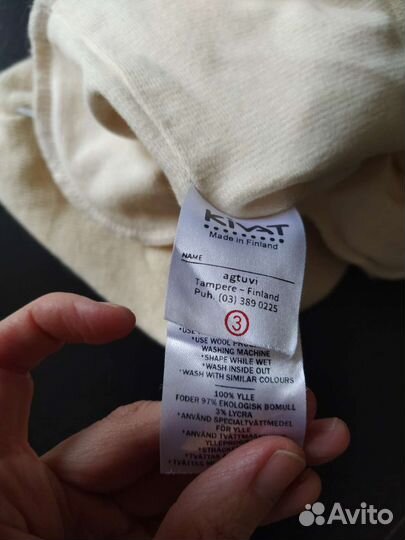 KIVAT
Made in Finland
NAME
agtuvi
Tampere - Finland
Puh. (03) 389 0225
3
*USE WOOL
WASHING MACHINE
*SHAPE WHILE WET
*WASH INSIDE OUT
*WASH WITH SIMILAR COLOURS
100% YLLE
FODER 97% EKOLOGISK BOMULL
3% LYCRA
*ANVÄND SPECIALTVÄTTMEDEL
FÖR YLLE
*ANVÄND
Avito